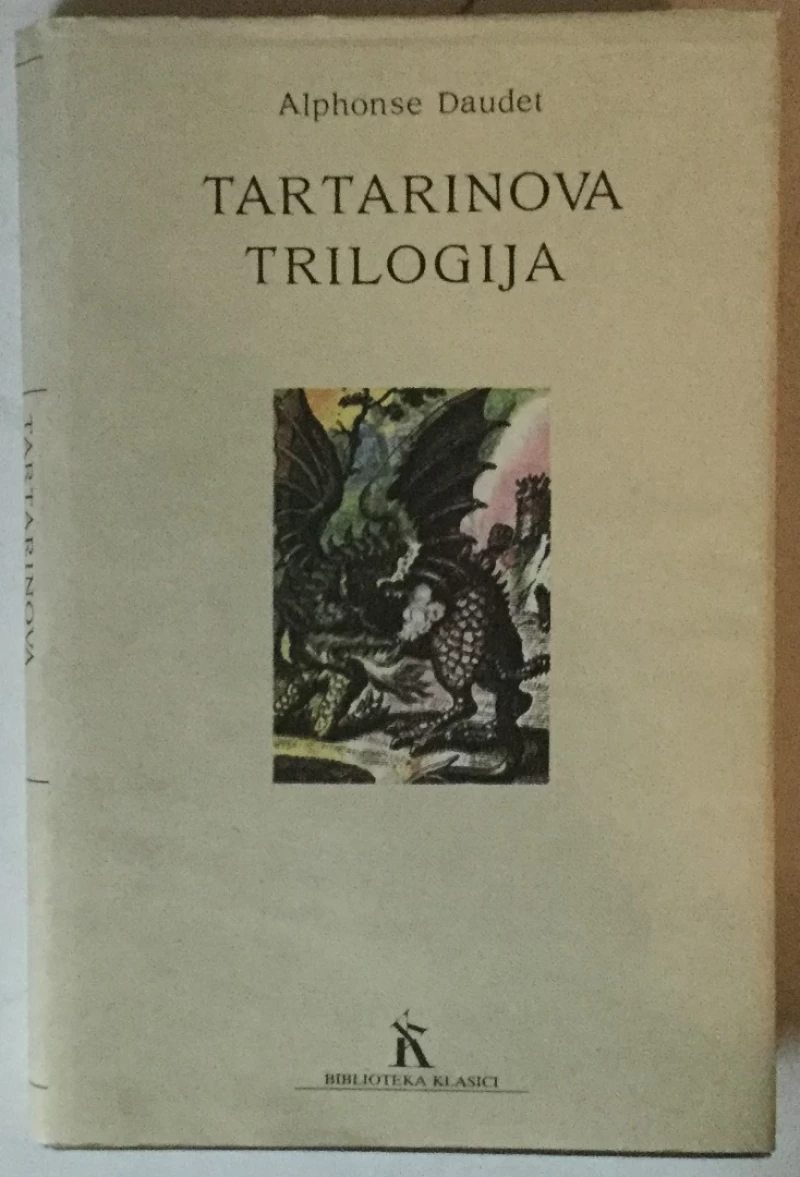 Alphonse Daudet
TARTARINOVA
TRILOGIJA
K
BIBLIOTEKA KLASICI
TARTARINOVA